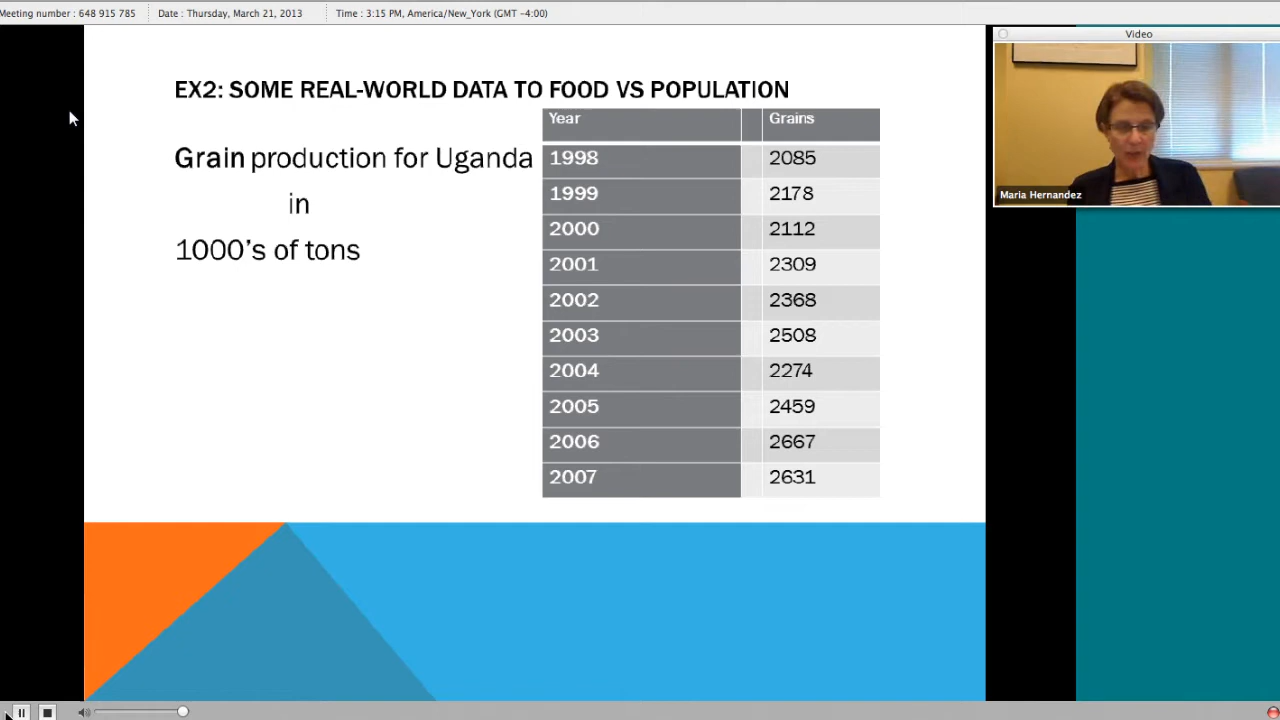 Meeting number : 648 915 785 Date : Thursday, March 21, 2013 Time : 3:15 PM, America/New_York (GMT -4:00)
Video
Maria Hernandez
EX2: SOME REAL-WORLD DATA TO FOOD VS POPULATION
Grain production for Uganda
in
1000's of tons
Year Grains
1998 2085
1999 2178
2000 2112
2001 2309
2002 2368
2003 2508
2004 2274
2005 2459
2006 2667
2007 2631